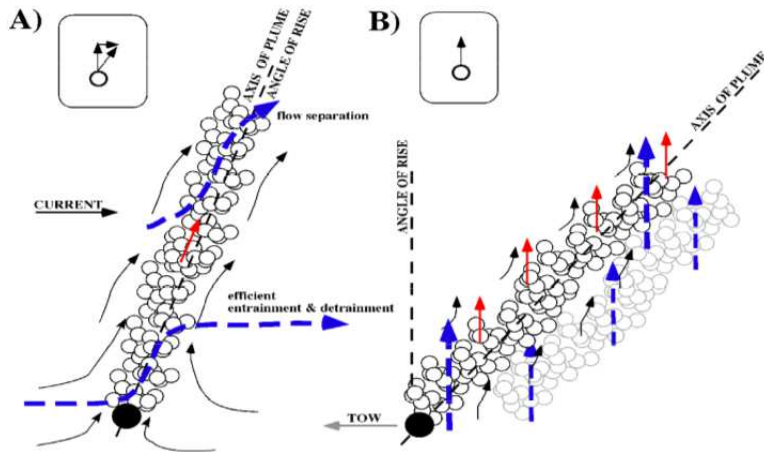 A)
AXIS OF PLUME
ANGLE OF RISE
flow separation
CURRENT
efficient
entrainment & detrainment
B)
AXIS OF PLUME
ANGLE OF RISE
TOW